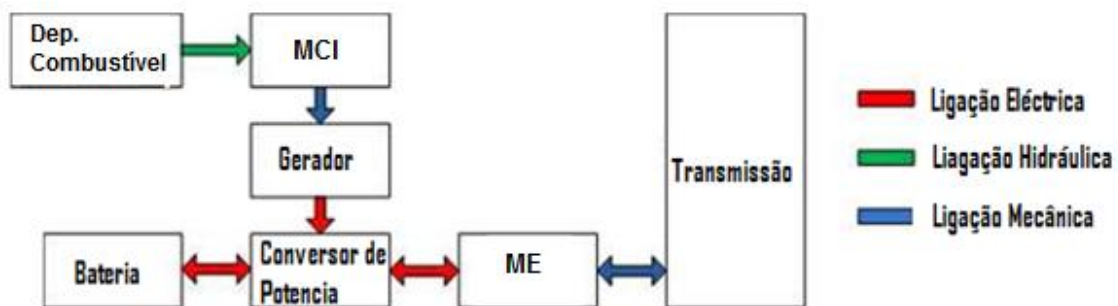 Dep.
Combustível
MCI
Gerador
Bateria
Conversor de
Potencia
ME
Transmissão
Ligação Eléctrica
Liagação Hidráulica
Ligação Mecânica